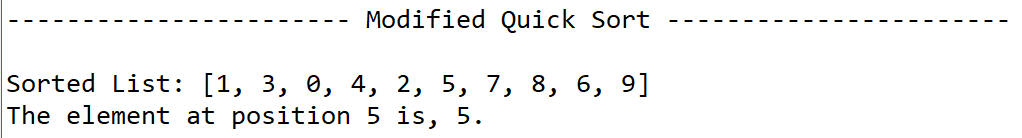 ----------------------- Modified Quick Sort -----------------------
Sorted List: [1, 3, 0, 4, 2, 5, 7, 8, 6, 9]
The element at position 5 is, 5.